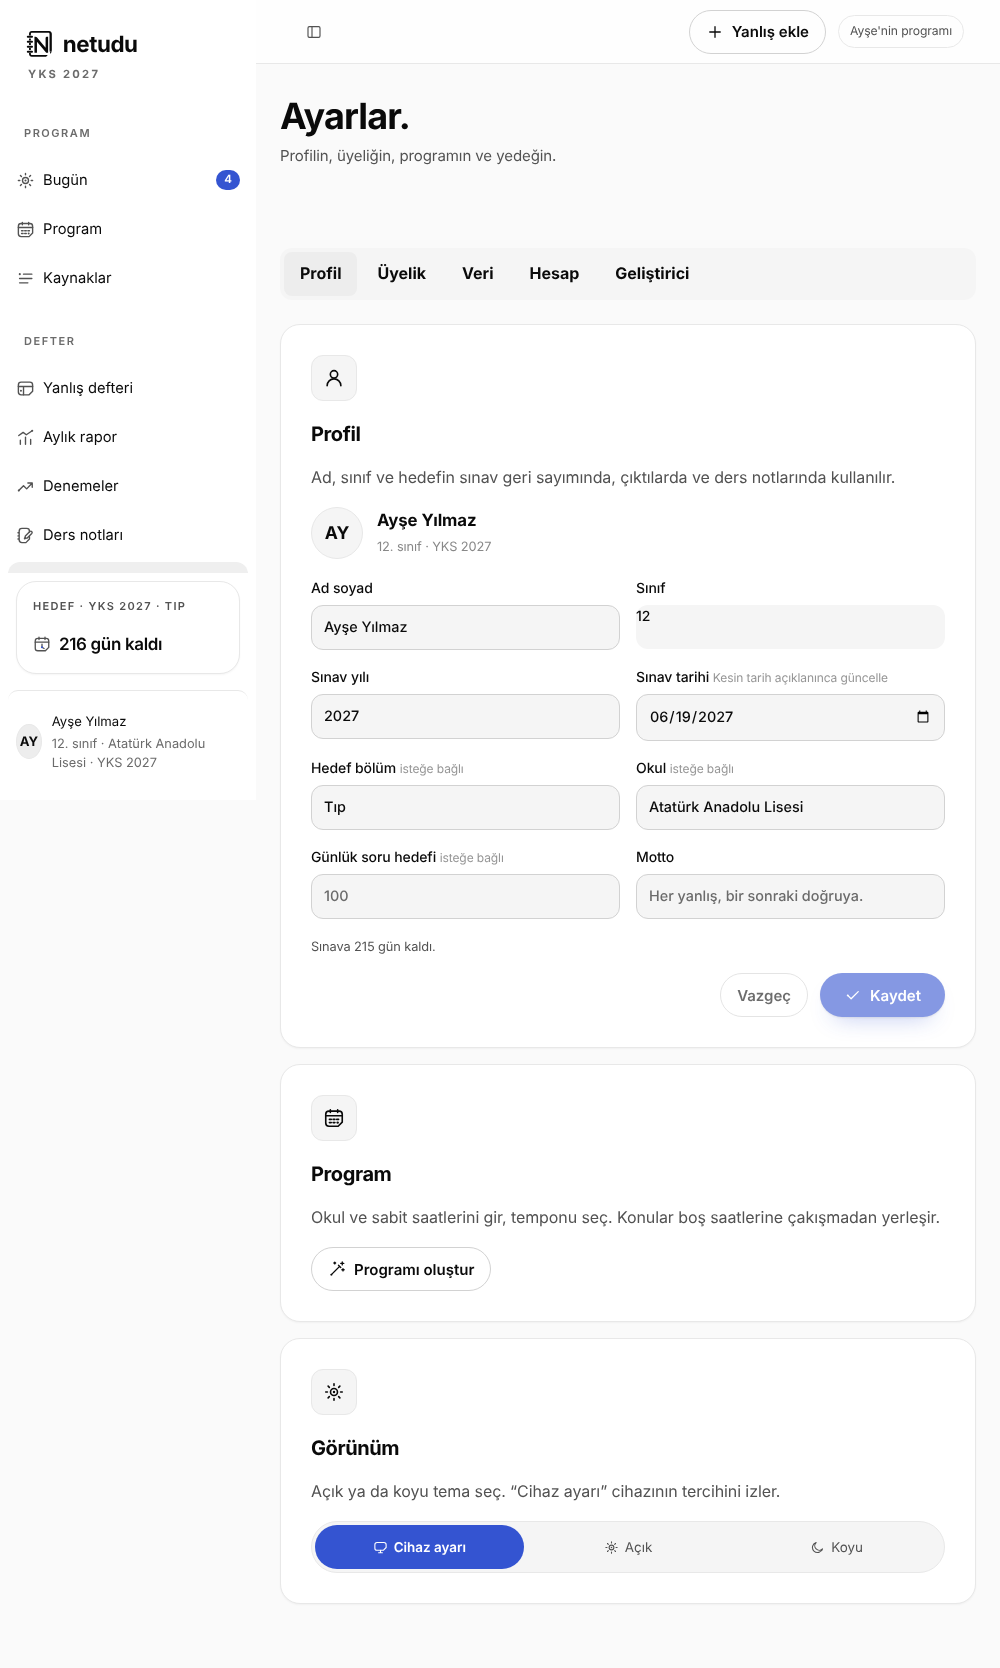 netudu
YKS 2027
PROGRAM
Bugün 4
Program
Kaynaklar
DEFTER
Yanlış defteri
Aylık rapor
Denemeler
Ders notları
HEDEF · YKS 2027 · TIP
216 gün kaldı
AY
Ayşe Yılmaz
12. sınıf · Atatürk Anadolu
Lisesi · YKS 2027
Yanlış ekle
Ayşe'nin programı
Ayarlar.
Profilin, üyeliğin, programın ve yedeğin.
Profil Üyelik Veri Hesap Geliştirici
Profil
Ad, sınıf ve hedefin sınav geri sayımında, çıktılarda ve ders notlarında kullanılır.
AY
Ayşe Yılmaz
12. sınıf · YKS 2027
Ad soyad
Ayşe Yılmaz
Sınıf
12
Sınav yılı
2027
Sınav tarihi Kesin tarih açıklanınca güncelle
06/19/2027
Hedef bölüm isteğe bağlı
Tıp
Okul isteğe bağlı
Atatürk Anadolu Lisesi
Günlük soru hedefi isteğe bağlı
100
Motto
Her yanlış, bir sonraki doğruya.
Sınava 215 gün kaldı.
Vazgeç Kaydet
Program
Okul ve sabit saatlerini gir, temponu seç. Konular boş saatlerine çakışmadan yerleşir.
Programı oluştur
Görünüm
Açık ya da koyu tema seç. “Cihaz ayarı” cihazının tercihini izler.
Cihaz ayarı Açık Koyu